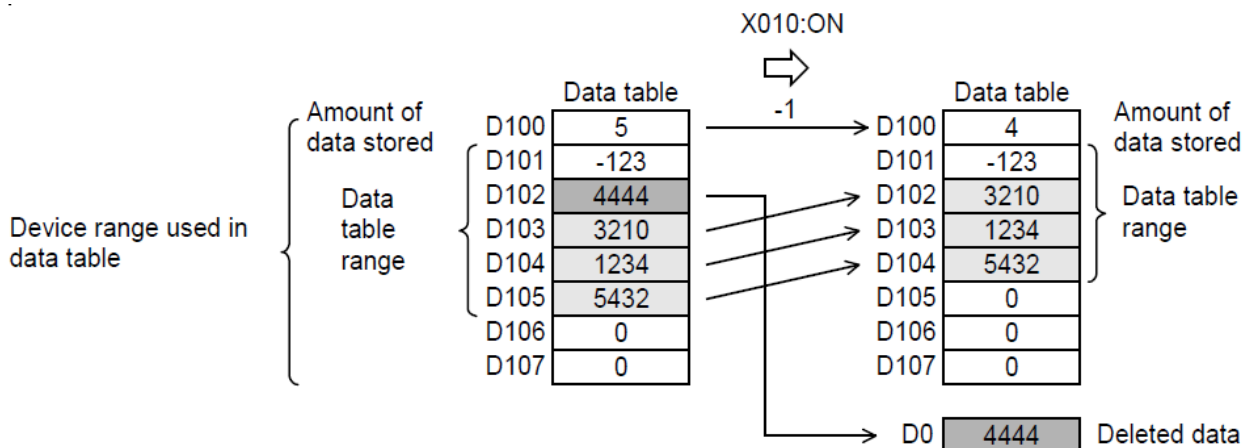 X010:ON
Data table
-1
Data table
Amount of
data stored
D100 5
D100 4
Amount of
data stored
D101 -123
D101 -123
Data
table
range
D102 4444
D102 3210
Data table
range
Device range used in
data table
D103 3210
D103 1234
D104 1234
D104 5432
D105 5432
D105 0
D106 0
D106 0
D107 0
D107 0
D0 4444 Deleted data